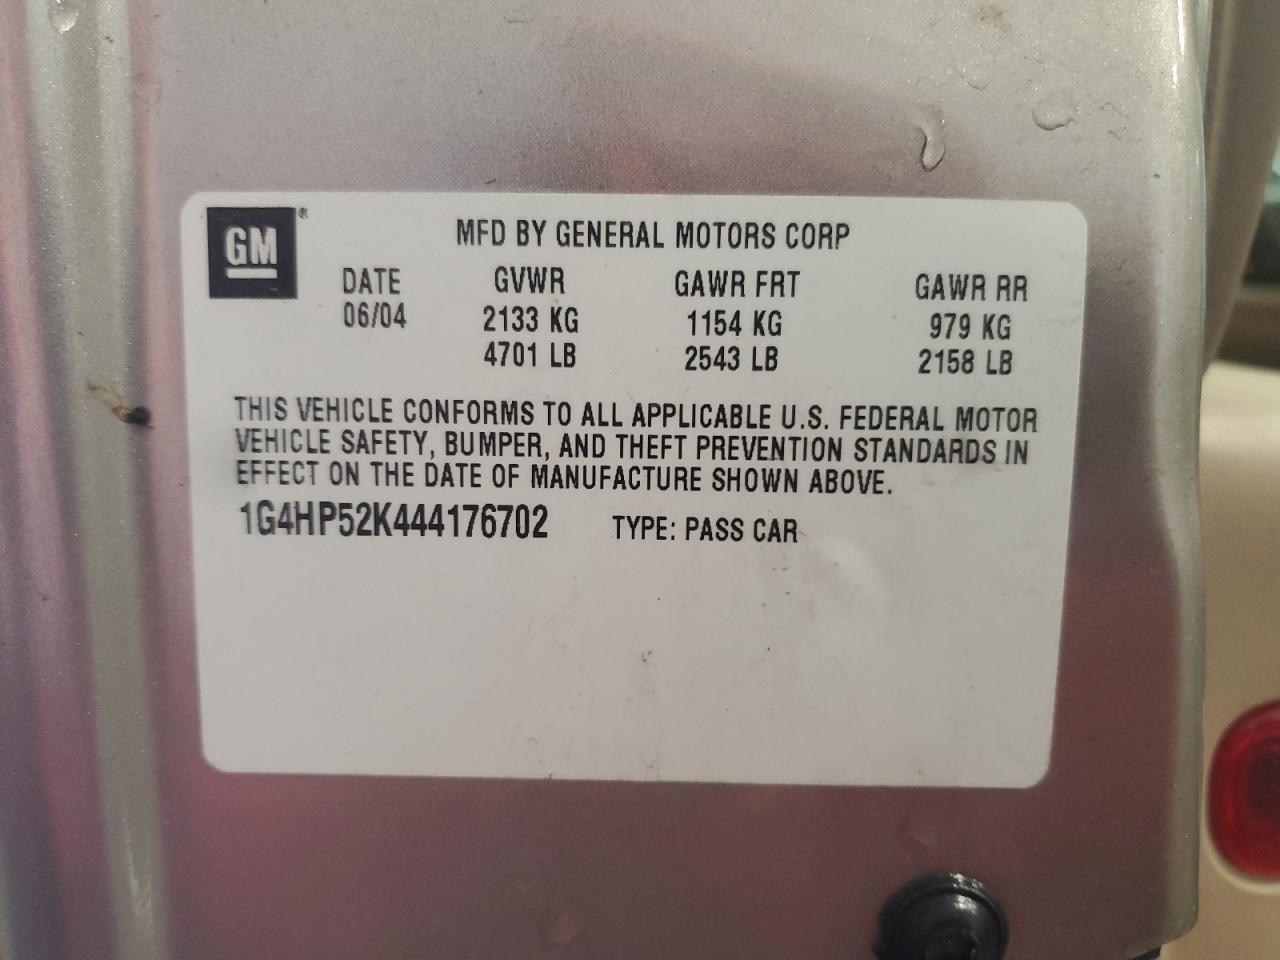 GM ®
MFD BY GENERAL MOTORS CORP
DATE GVWR GAWR FRT GAWR RR
06/04 2133 KG 1154 KG 979 KG
4701 LB 2543 LB 2158 LB
THIS VEHICLE CONFORMS TO ALL APPLICABLE U.S. FEDERAL MOTOR
VEHICLE SAFETY, BUMPER, AND THEFT PREVENTION STANDARDS IN
EFFECT ON THE DATE OF MANUFACTURE SHOWN ABOVE.
1G4HP52K444176702 TYPE: PASS CAR